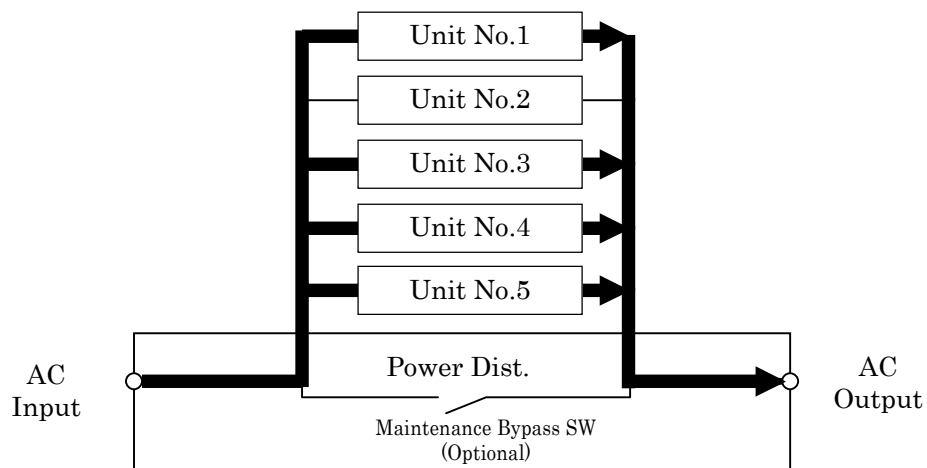 Unit No.1
Unit No.2
Unit No.3
Unit No.4
Unit No.5
AC
Input
Power Dist.
AC
Output
Maintenance Bypass SW
(Optional)